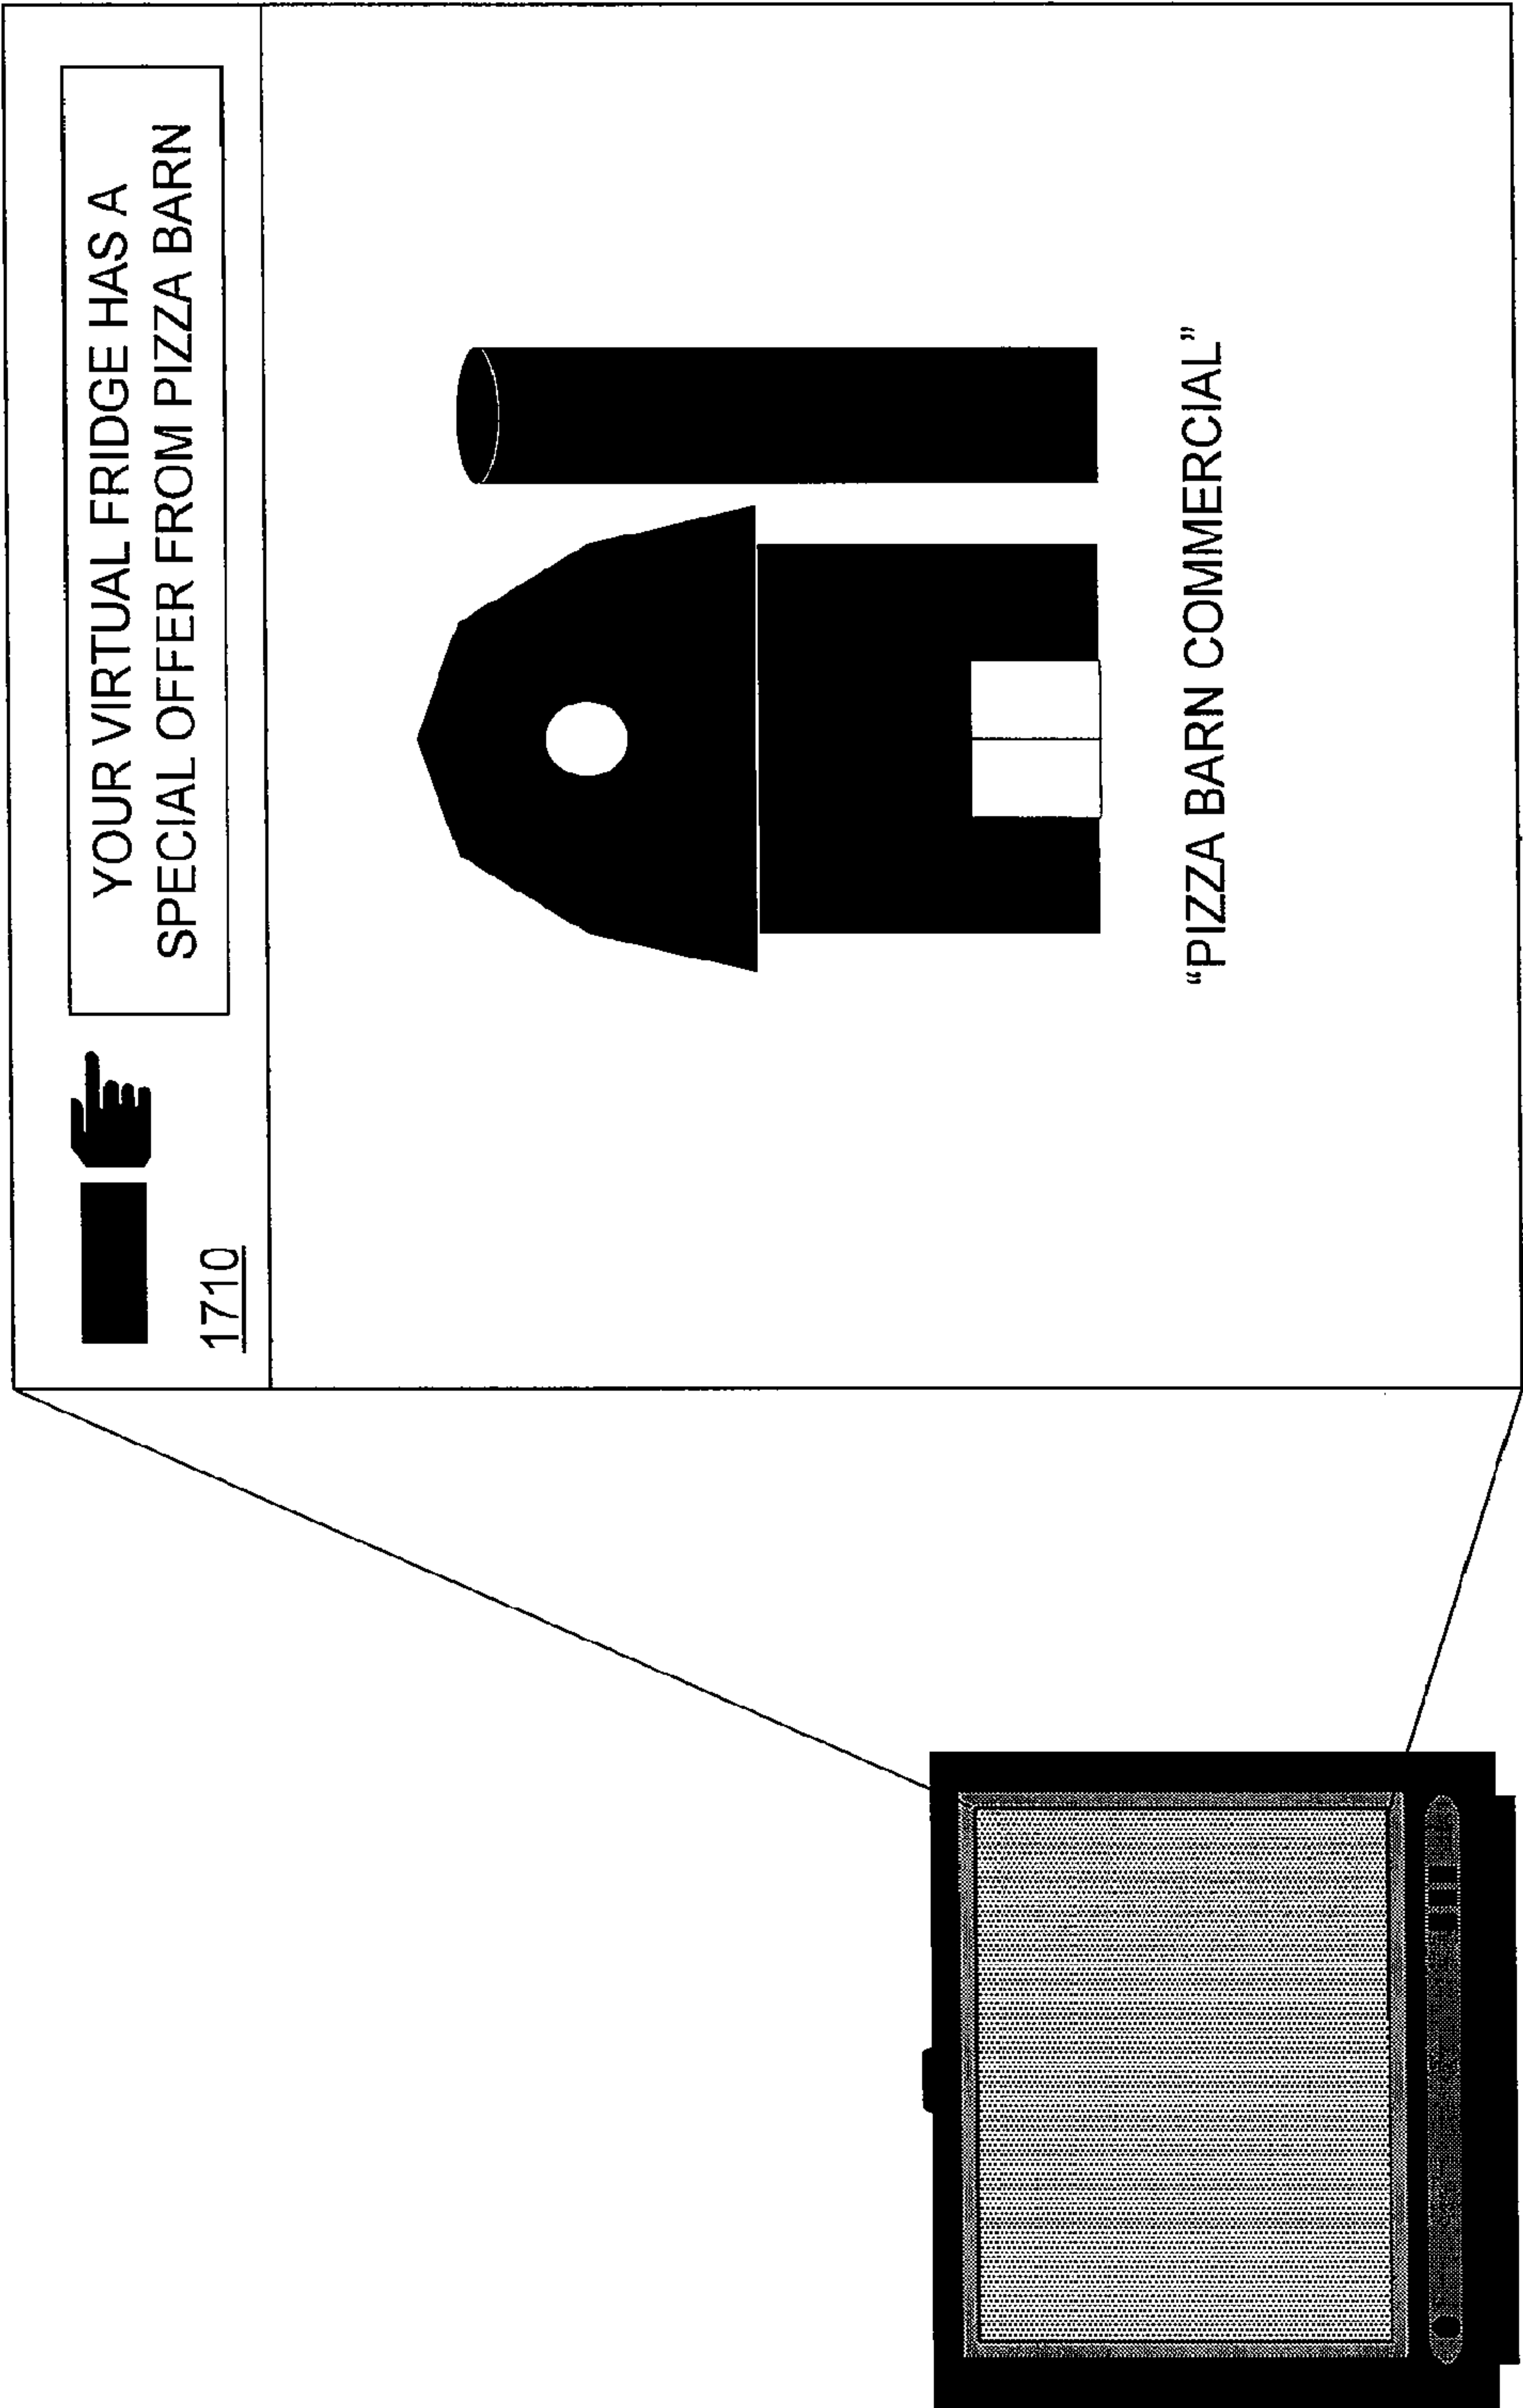 YOUR VIRTUAL FRIDGE HAS A
SPECIAL OFFER FROM PIZZA BARN
1710
“PIZZA BARN COMMERCIAL”